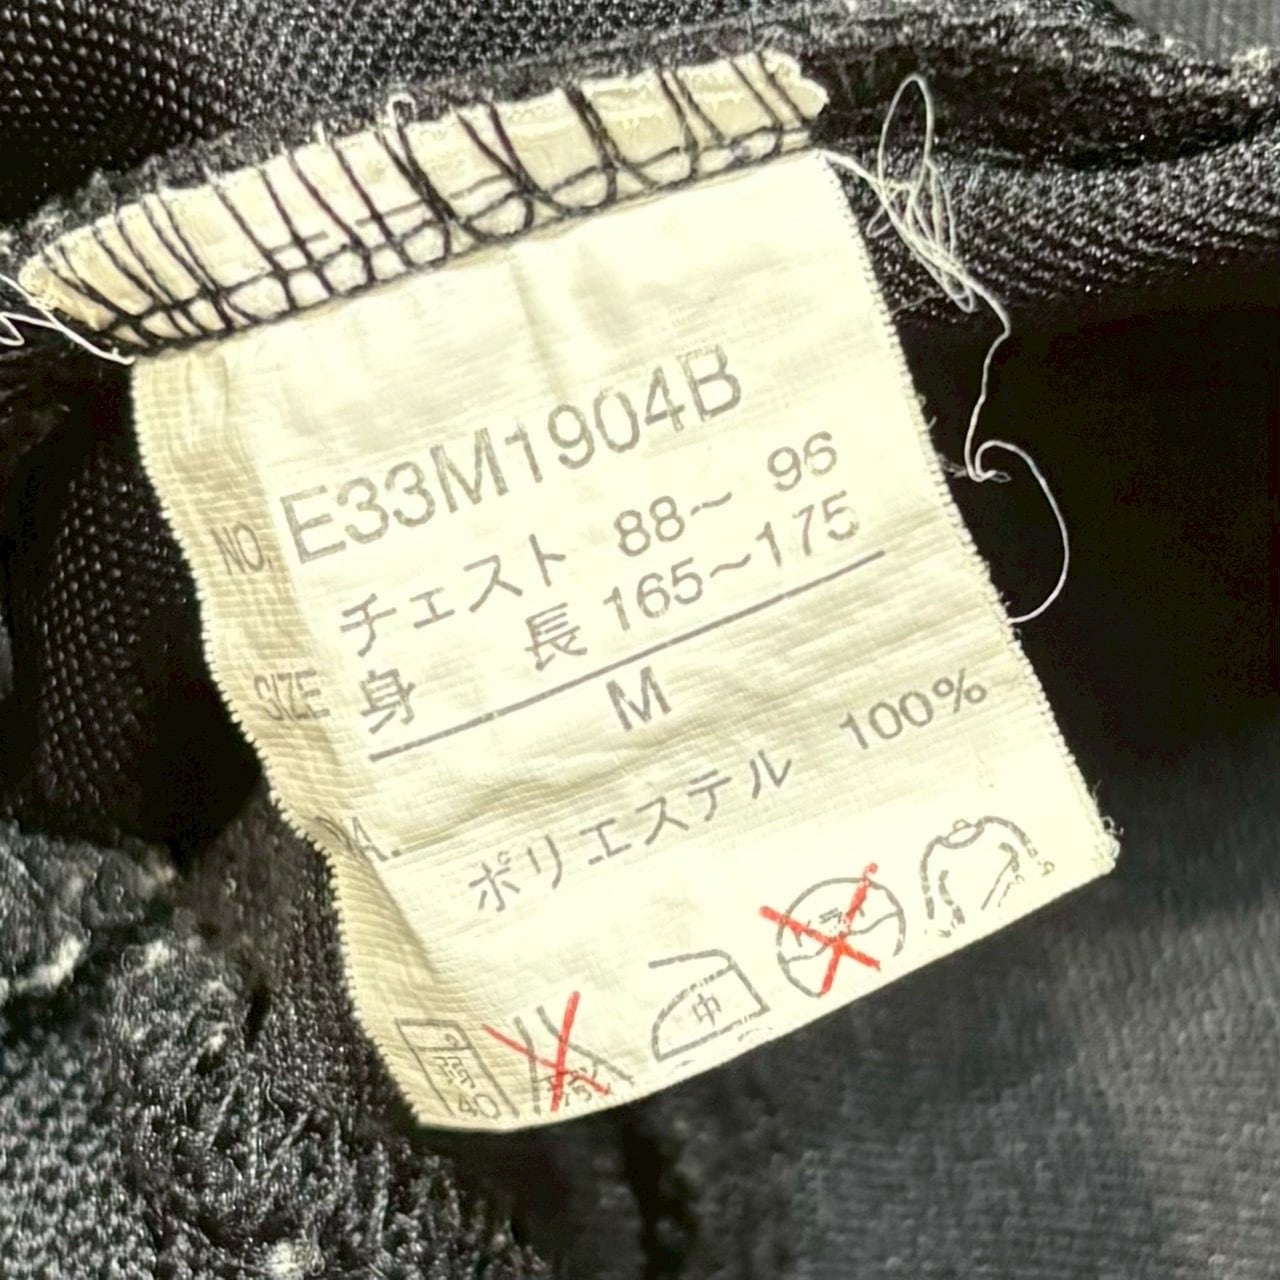 NO. E33M1904B
チェスト 88～ 96
SIZE 身 長 165～175
M
ポリエステル 100%
中
40